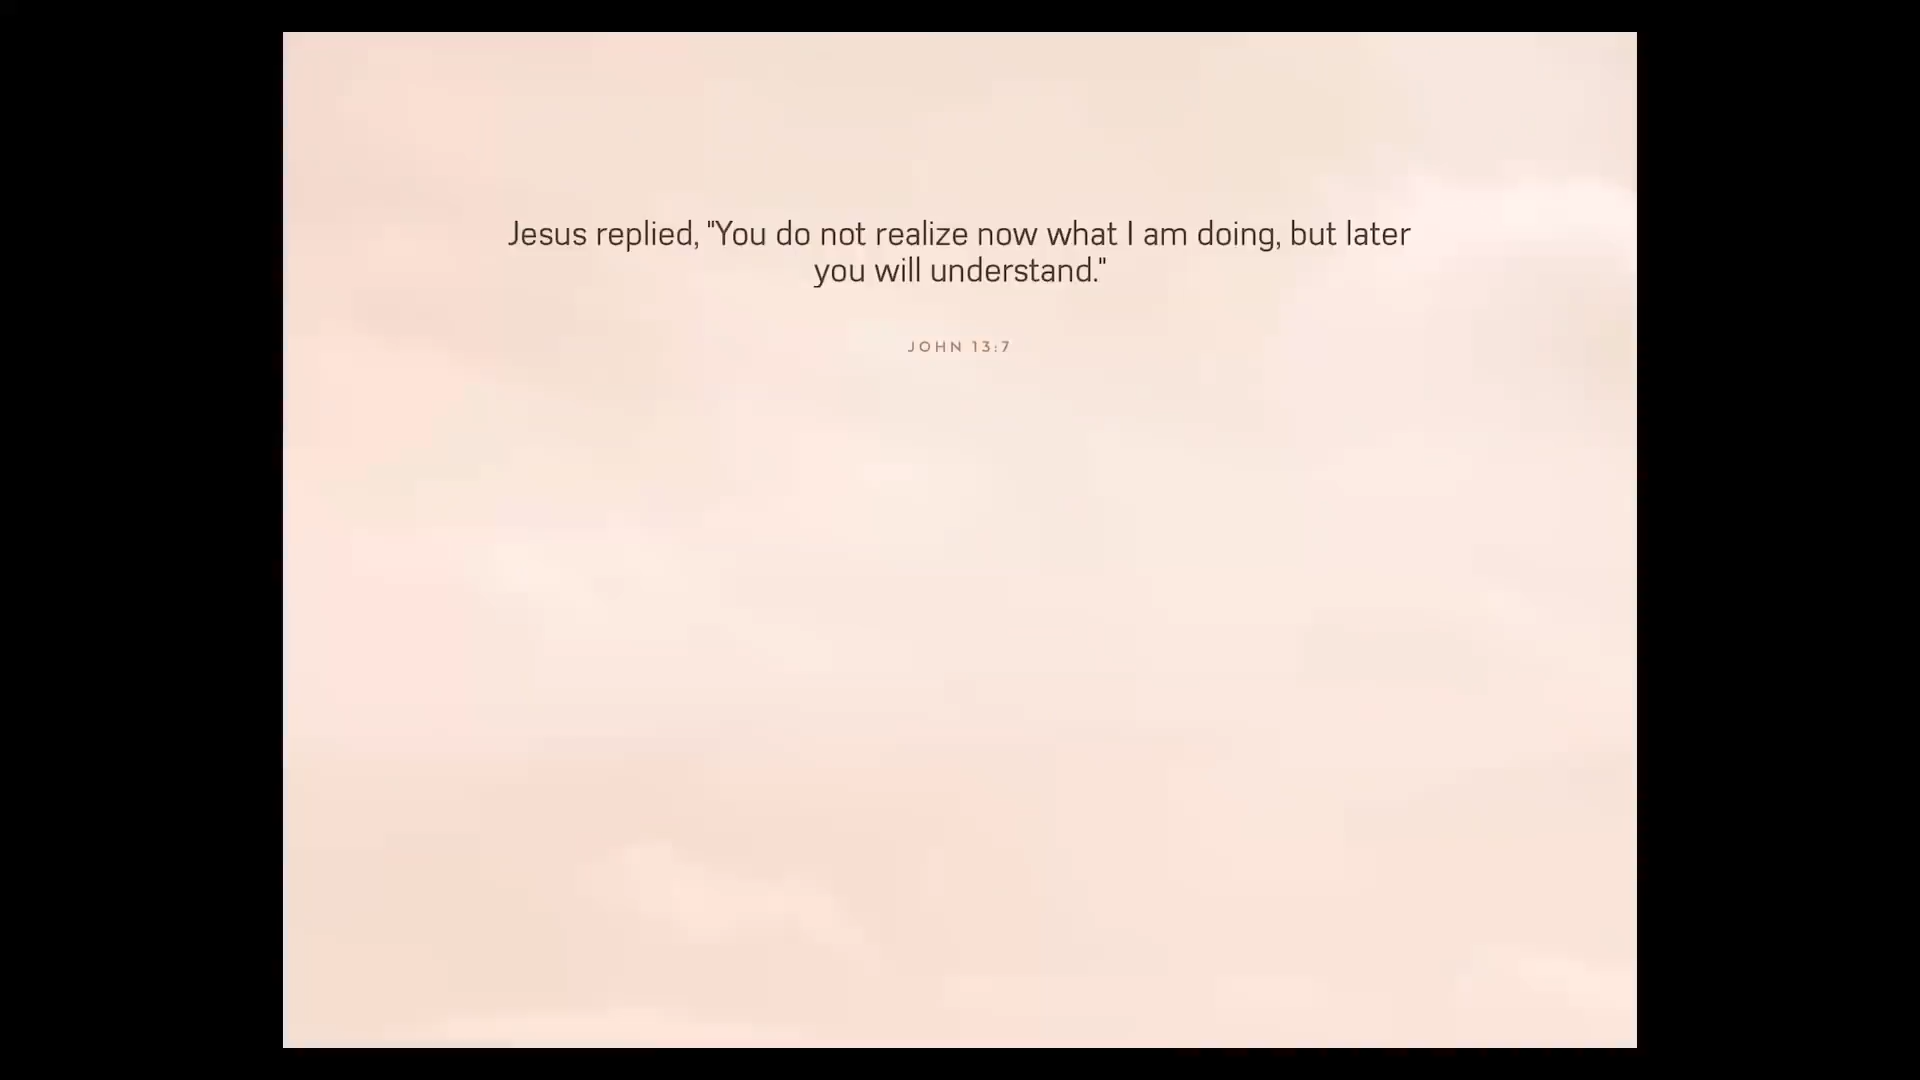 Jesus replied, "You do not realize now what I am doing, but later
you will understand."
JOHN 13:7